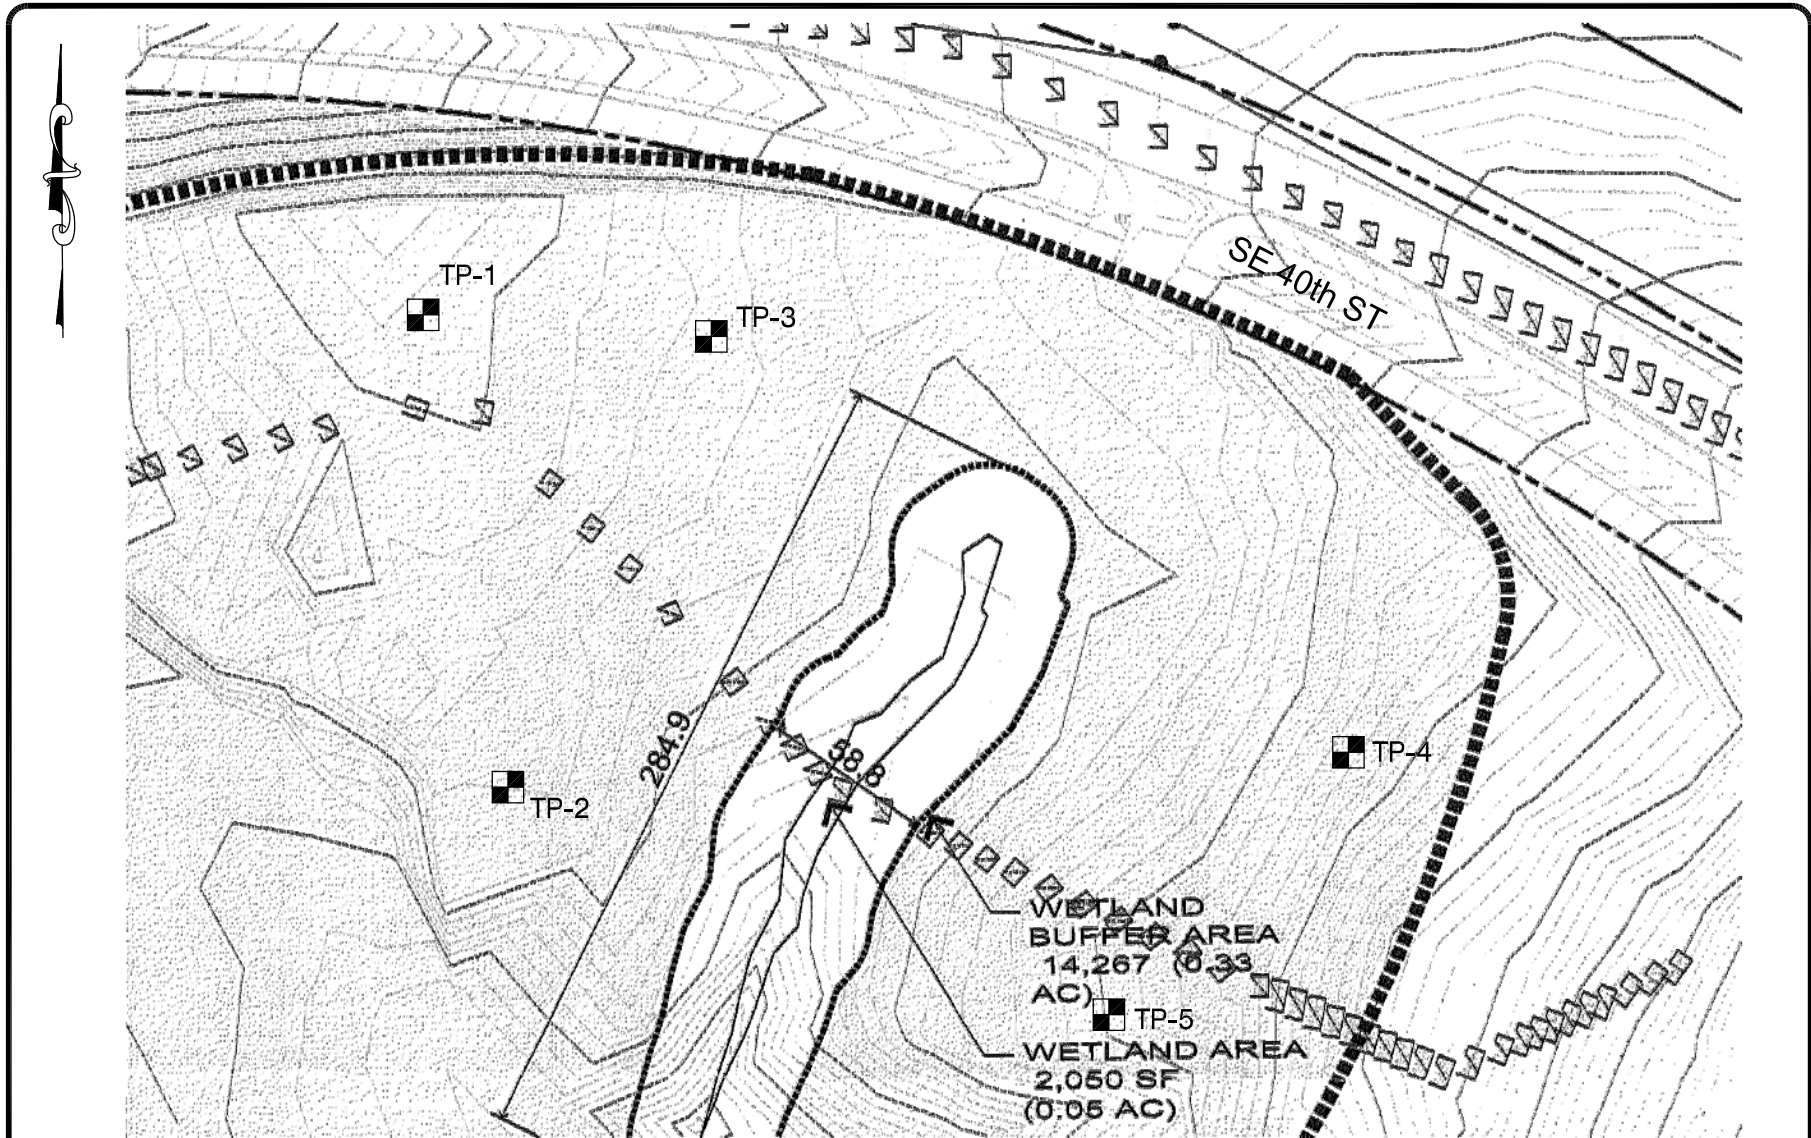 TP-1
TP-3
SE 40th ST
284.9
58.8
TP-4
TP-2
WETLAND
BUFFER AREA
14,267 (0.33
AC)
TP-5
WETLAND AREA
2,050 SF
(0.05 AC)